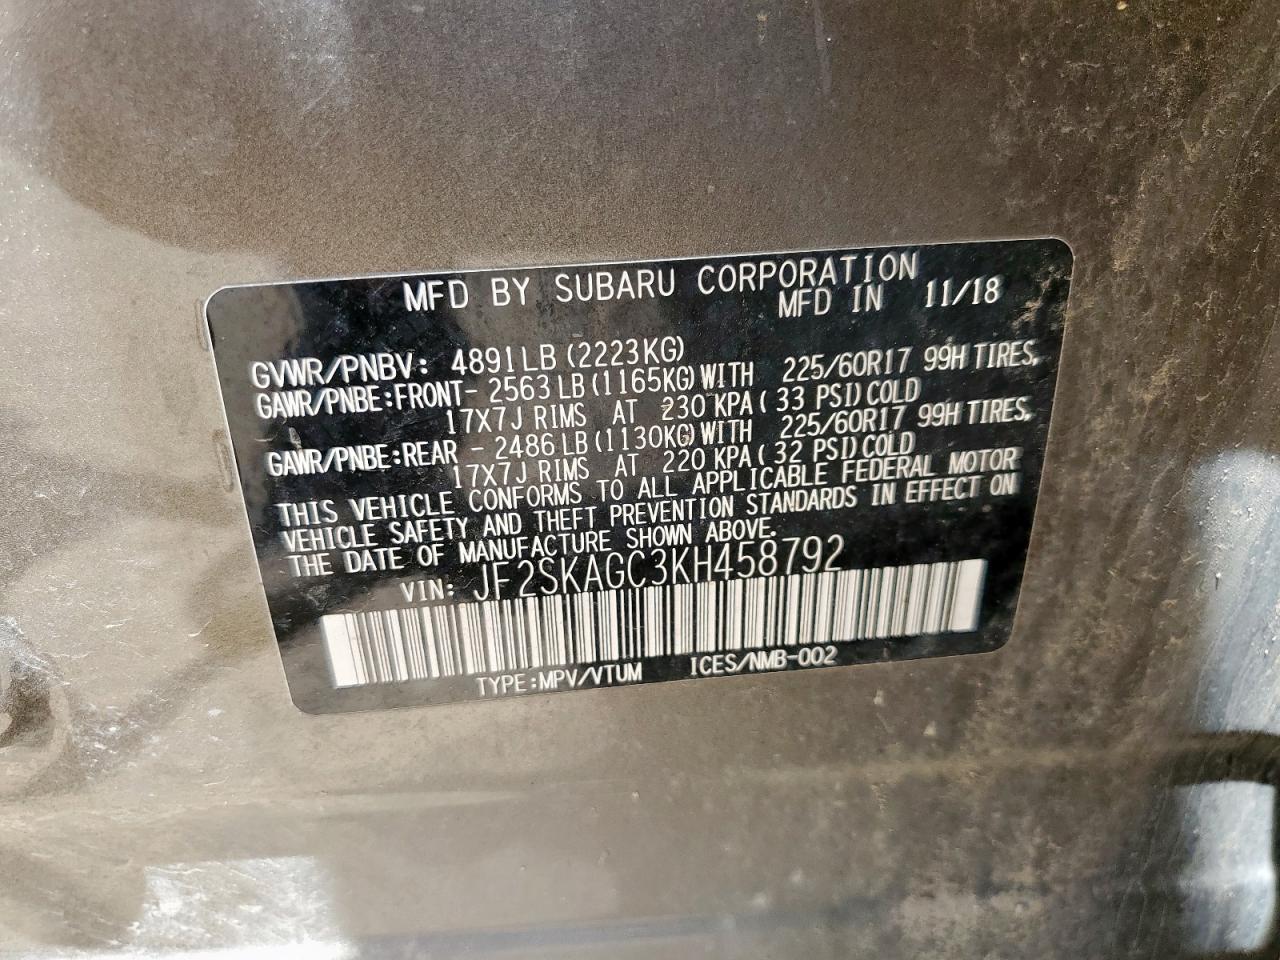 MFD BY SUBARU CORPORATION
MFD IN 11/18
GVWR/PNBV: 4891LB (2223KG)
GAWR/PNBE:FRONT- 2563 LB (1165KG) WITH 225/60R17 99H TIRES,
17X7J RIMS AT 230 KPA ( 33 PSI) COLD
GAWR/PNBE:REAR - 2486 LB (1130KG) WITH 225/60R17 99H TIRES,
17X7J RIMS AT 220 KPA ( 32 PSI) COLD
THIS VEHICLE CONFORMS TO ALL APPLICABLE FEDERAL MOTOR
VEHICLE SAFETY AND THEFT PREVENTION STANDARDS IN EFFECT ON
THE DATE OF MANUFACTURE SHOWN ABOVE.
VIN: JF2SKAGC3KH458792
TYPE:MPV/VTUM ICES/NMB-002